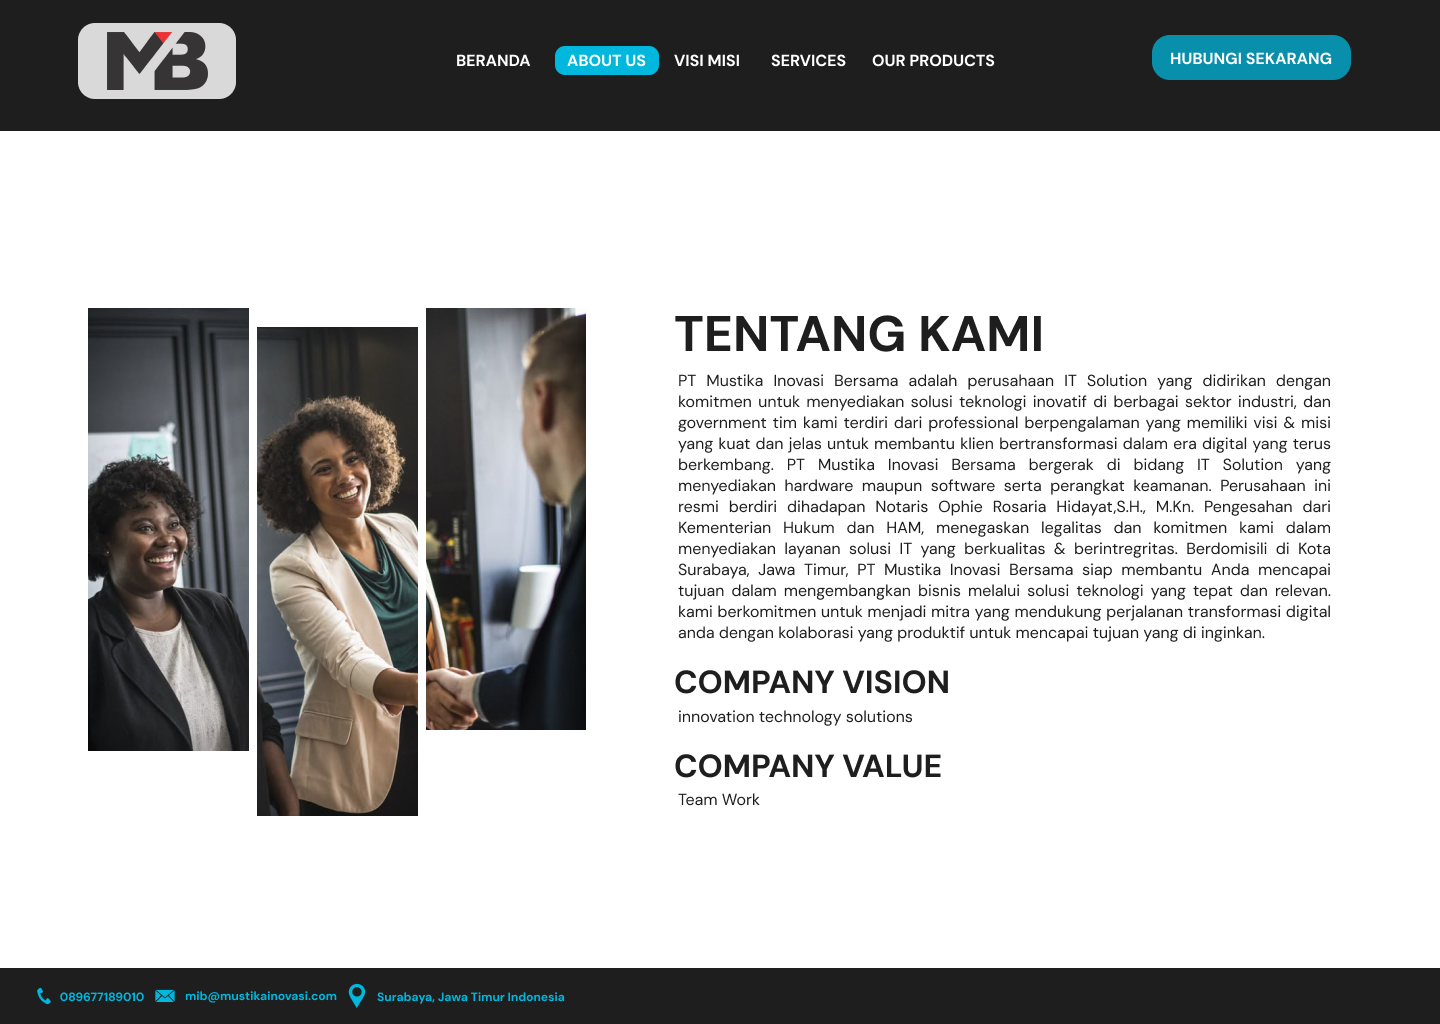 MB
BERANDA
ABOUT US
VISI MISI
SERVICES
OUR PRODUCTS
HUBUNGI SEKARANG
TENTANG KAMI
PT Mustika Inovasi Bersama adalah perusahaan IT Solution yang didirikan dengan
komitmen untuk menyediakan solusi teknologi inovatif di berbagai sektor industri, dan
government tim kami terdiri dari professional berpengalaman yang memiliki visi & misi
yang kuat dan jelas untuk membantu klien bertransformasi dalam era digital yang terus
berkembang. PT Mustika Inovasi Bersama bergerak di bidang IT Solution yang
menyediakan hardware maupun software serta perangkat keamanan. Perusahaan ini
resmi berdiri dihadapan Notaris Ophie Rosaria Hidayat,S.H., M.Kn. Pengesahan dari
Kementerian Hukum dan HAM, menegaskan legalitas dan komitmen kami dalam
menyediakan layanan solusi IT yang berkualitas & berintregritas. Berdomisili di Kota
Surabaya, Jawa Timur, PT Mustika Inovasi Bersama siap membantu Anda mencapai
tujuan dalam mengembangkan bisnis melalui solusi teknologi yang tepat dan relevan.
kami berkomitmen untuk menjadi mitra yang mendukung perjalanan transformasi digital
anda dengan kolaborasi yang produktif untuk mencapai tujuan yang di inginkan.
COMPANY VISION
innovation technology solutions
COMPANY VALUE
Team Work
089677189010
mib@mustikainovasi.com
Surabaya, Jawa Timur Indonesia